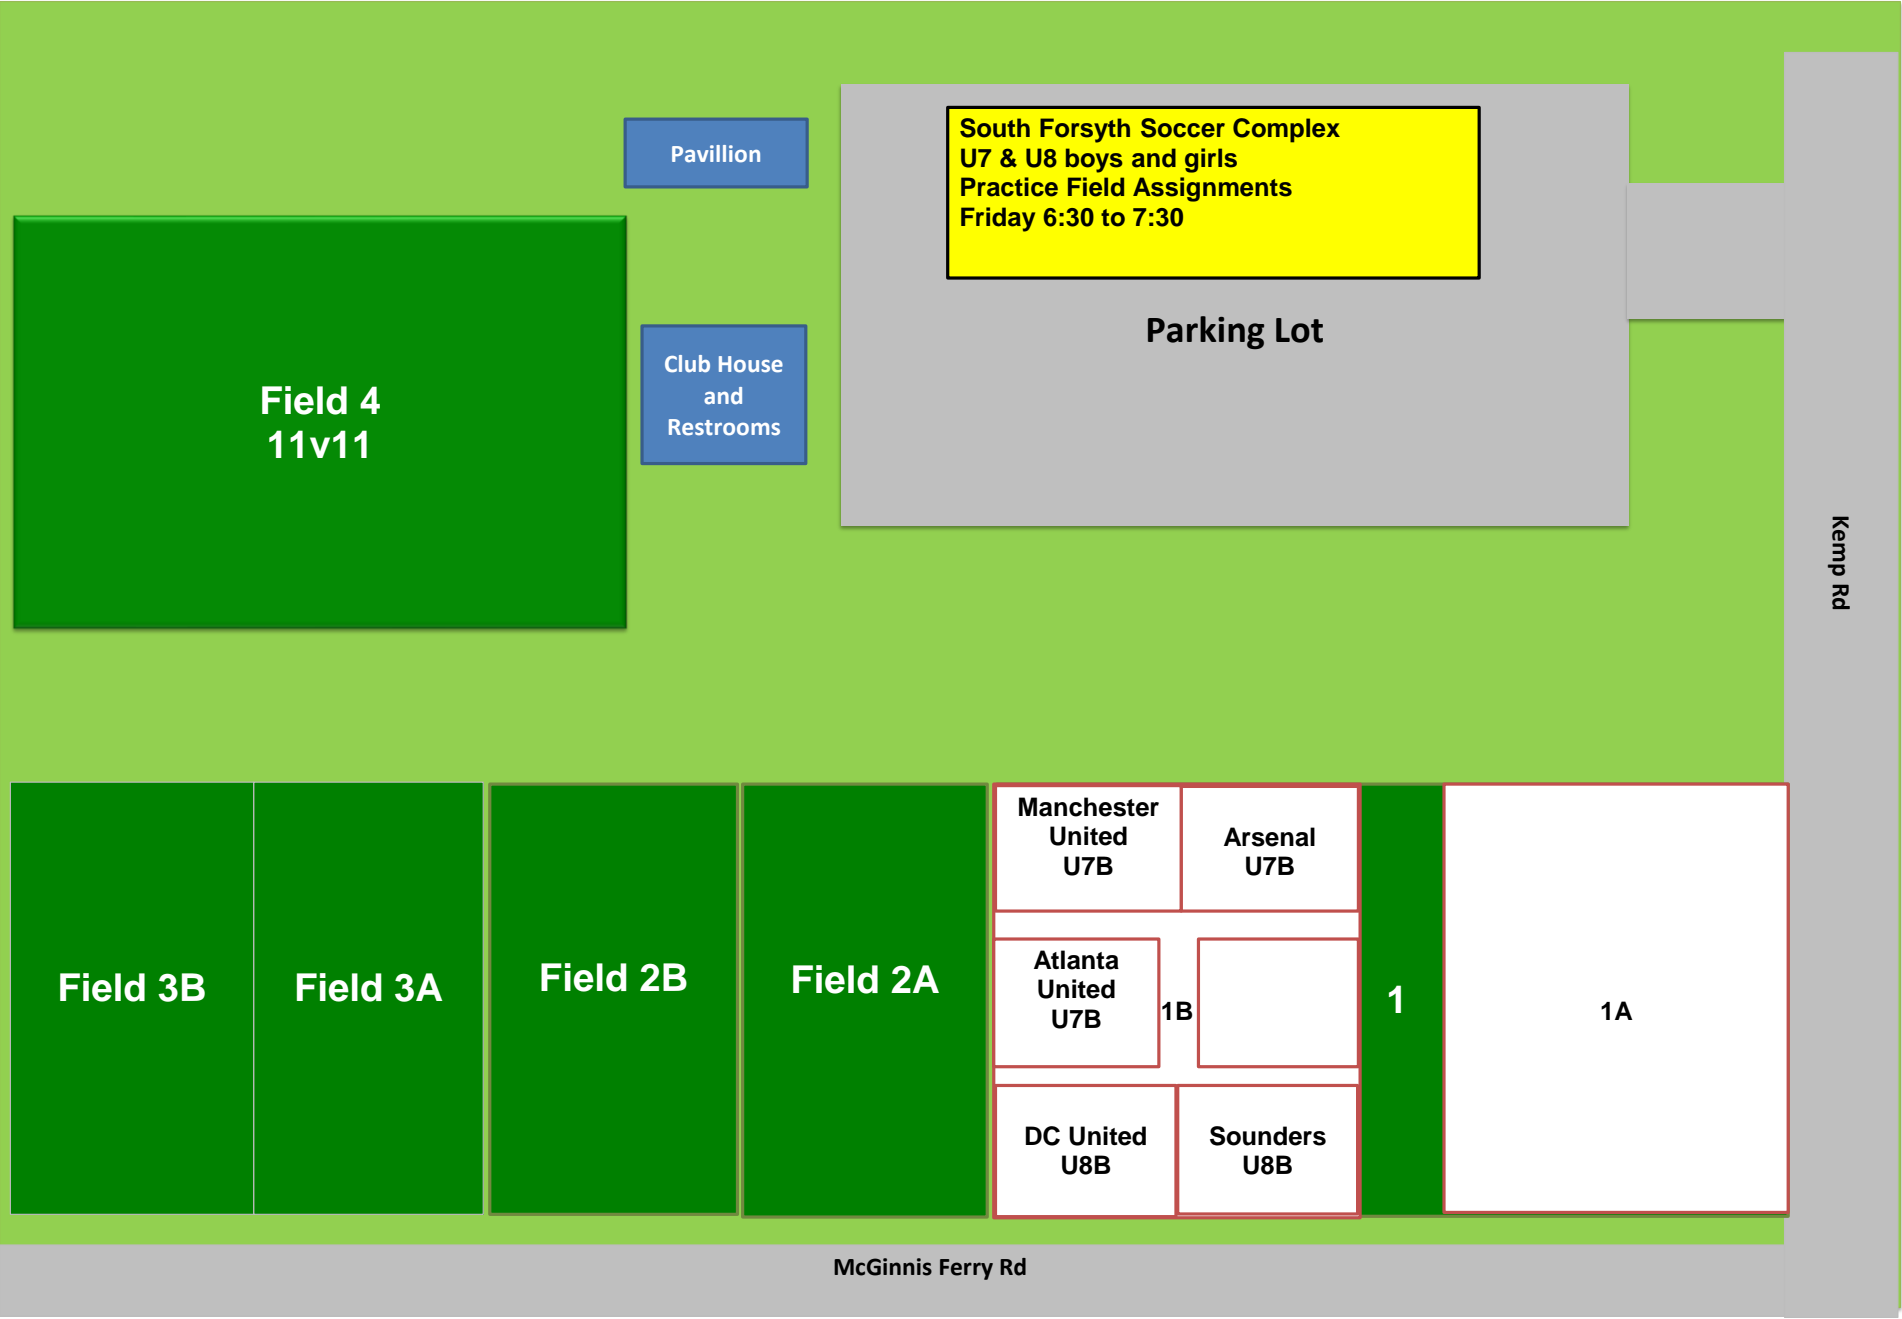 South Forsyth Soccer Complex
U7 & U8 boys and girls
Practice Field Assignments
Friday 6:30 to 7:30
Pavillion
Parking Lot
Club House
and
Restrooms
Field 4
11v11
Kemp Rd
Manchester
United
U7B
Arsenal
U7B
Field 3B
Field 3A
Field 2B
Field 2A
Atlanta
United
U7B
1B
1
1A
DC United
U8B
Sounders
U8B
McGinnis Ferry Rd